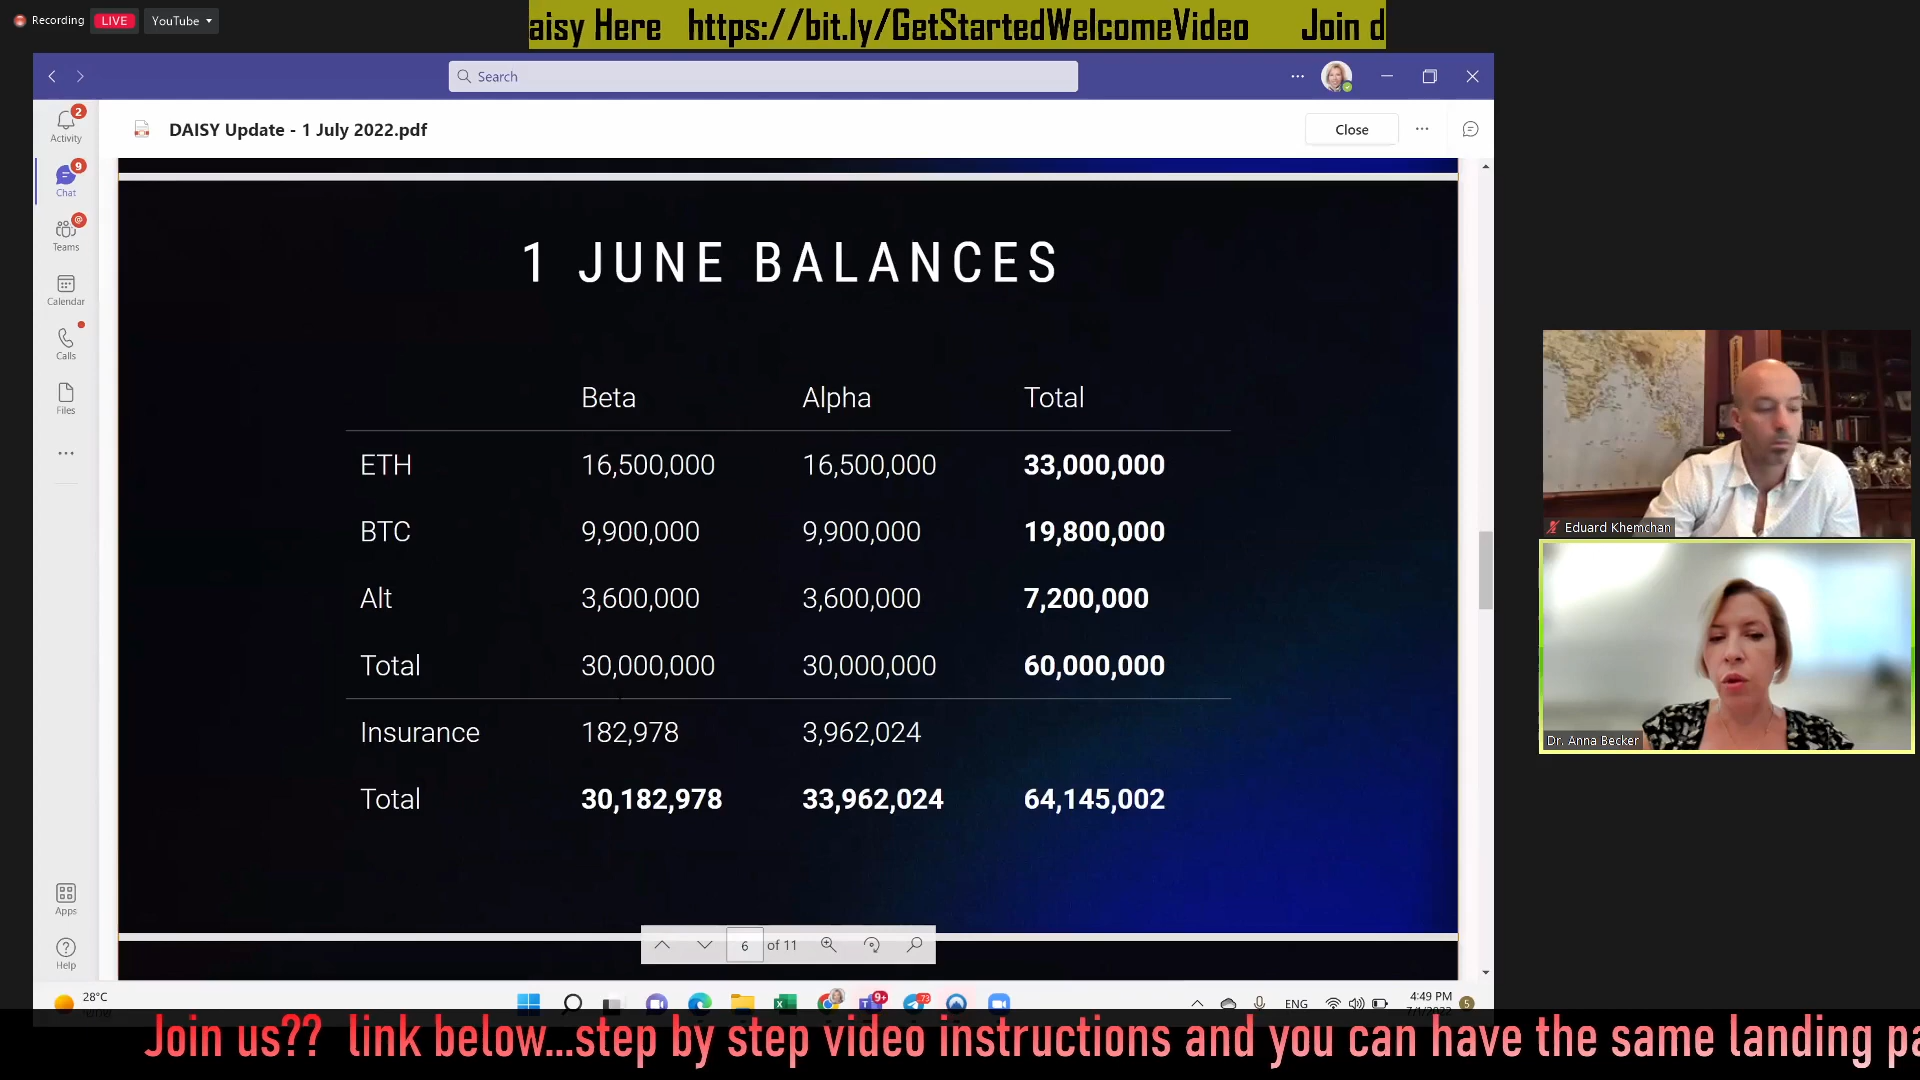 Recording LIVE YouTube
aisy Here https://bit.ly/GetStartedWelcomeVideo Join d
Search
2
Activity
DAISY Update - 1 July 2022.pdf
Close
9
Chat
@
Teams
Calendar
Calls
Files
1 JUNE BALANCES
Beta Alpha Total
ETH 16,500,000 16,500,000 33,000,000
BTC 9,900,000 9,900,000 19,800,000
Alt 3,600,000 3,600,000 7,200,000
Total 30,000,000 30,000,000 60,000,000
Insurance 182,978 3,962,024
Total 30,182,978 33,962,024 64,145,002
Eduard Khemchan
Dr. Anna Becker
Apps
Help
6 of 11
28°C
9+
73
ENG
4:49 PM
5
Join us?? link below...step by step video instructions and you can have the same landing pa